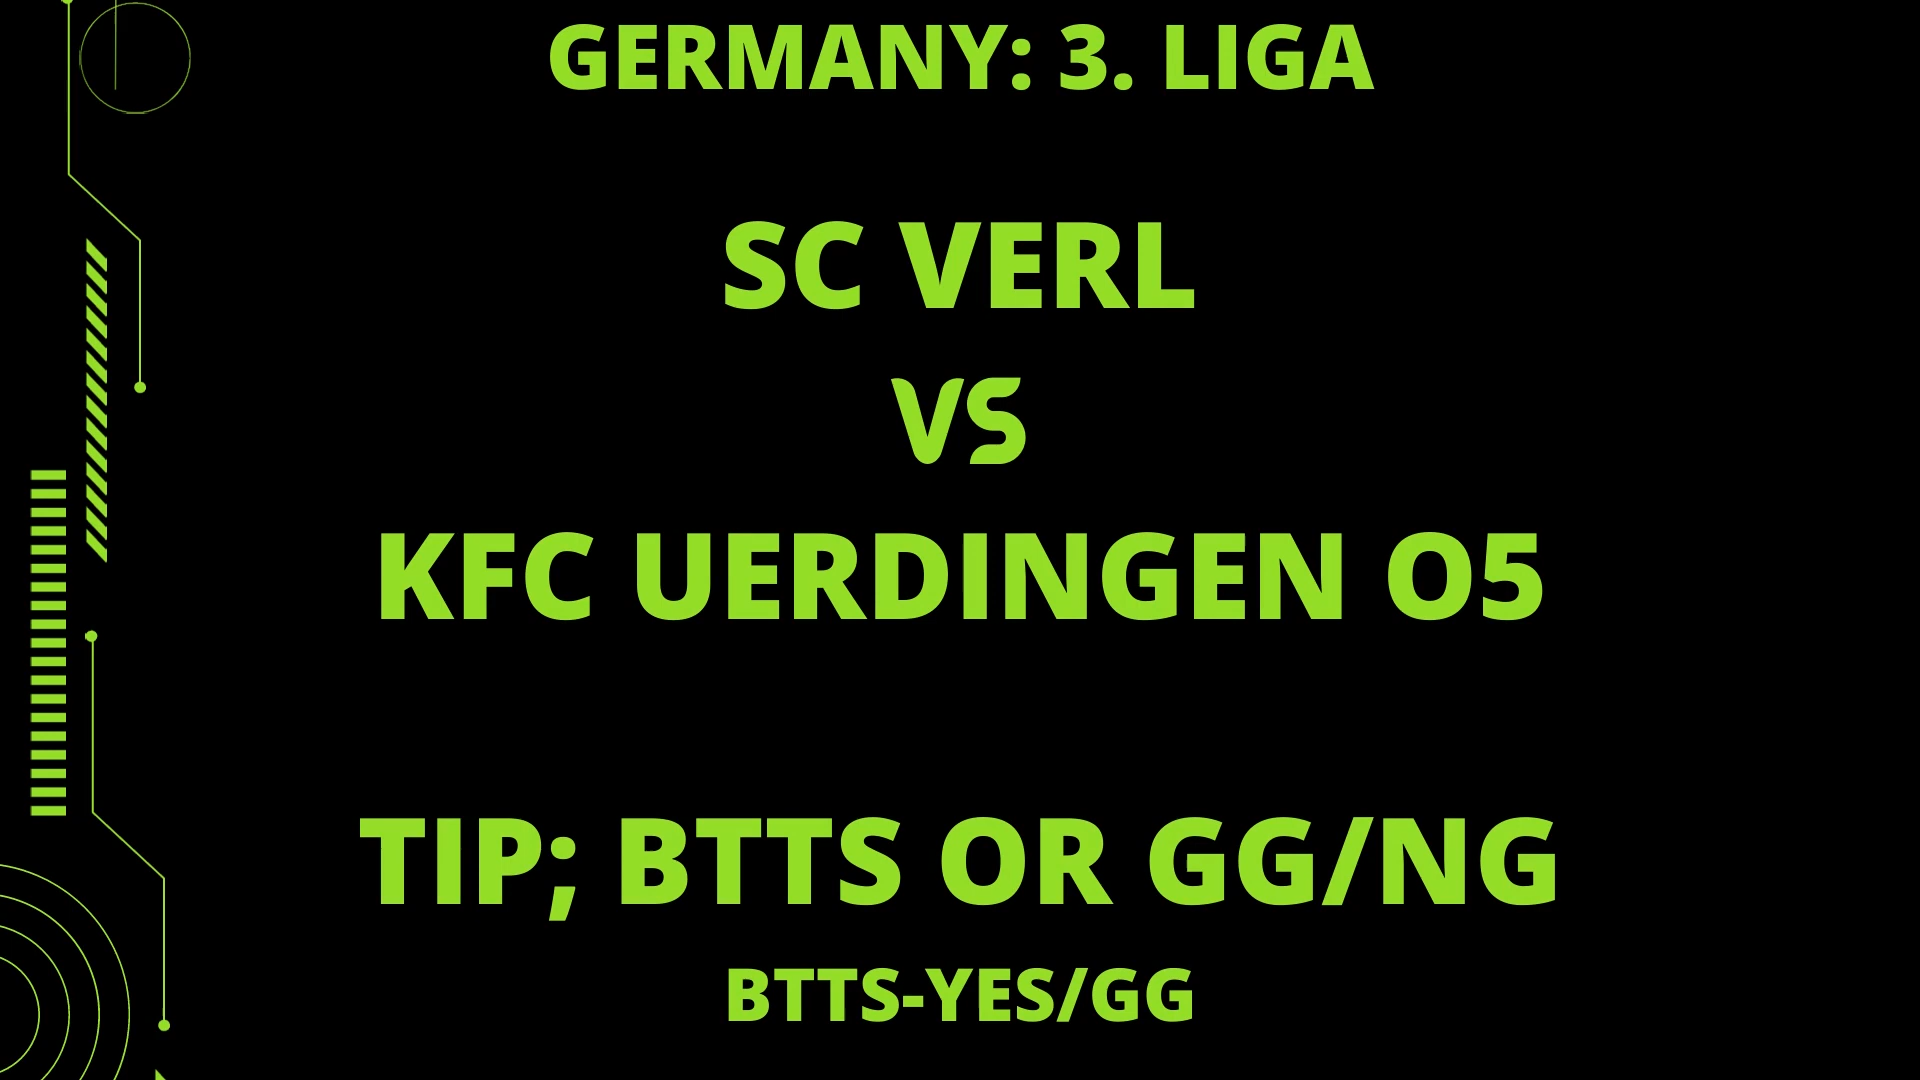 GERMANY: 3. LIGA
SC VERL
VS
KFC UERDINGEN O5
TIP; BTTS OR GG/NG
BTTS-YES/GG